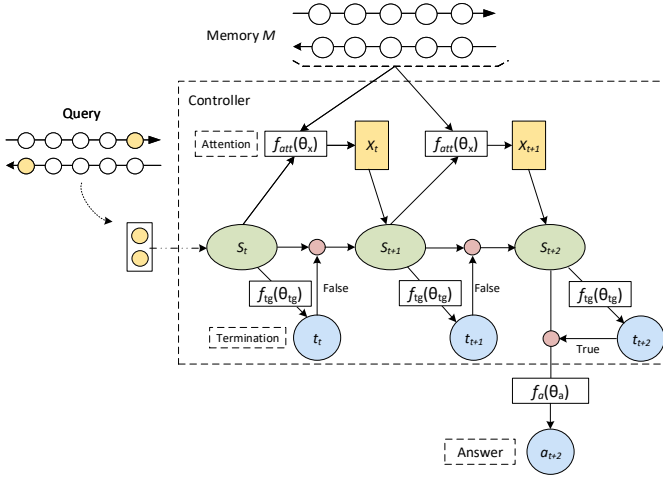 Memory M
Controller
Query
Attention
f_att(θ_x)
X_t
f_att(θ_x)
X_t+1
S_t
S_t+1
S_t+2
f_tg(θ_tg)
False
f_tg(θ_tg)
False
f_tg(θ_tg)
Termination
t_t
t_t+1
True
t_t+2
f_a(θ_a)
Answer
a_t+2